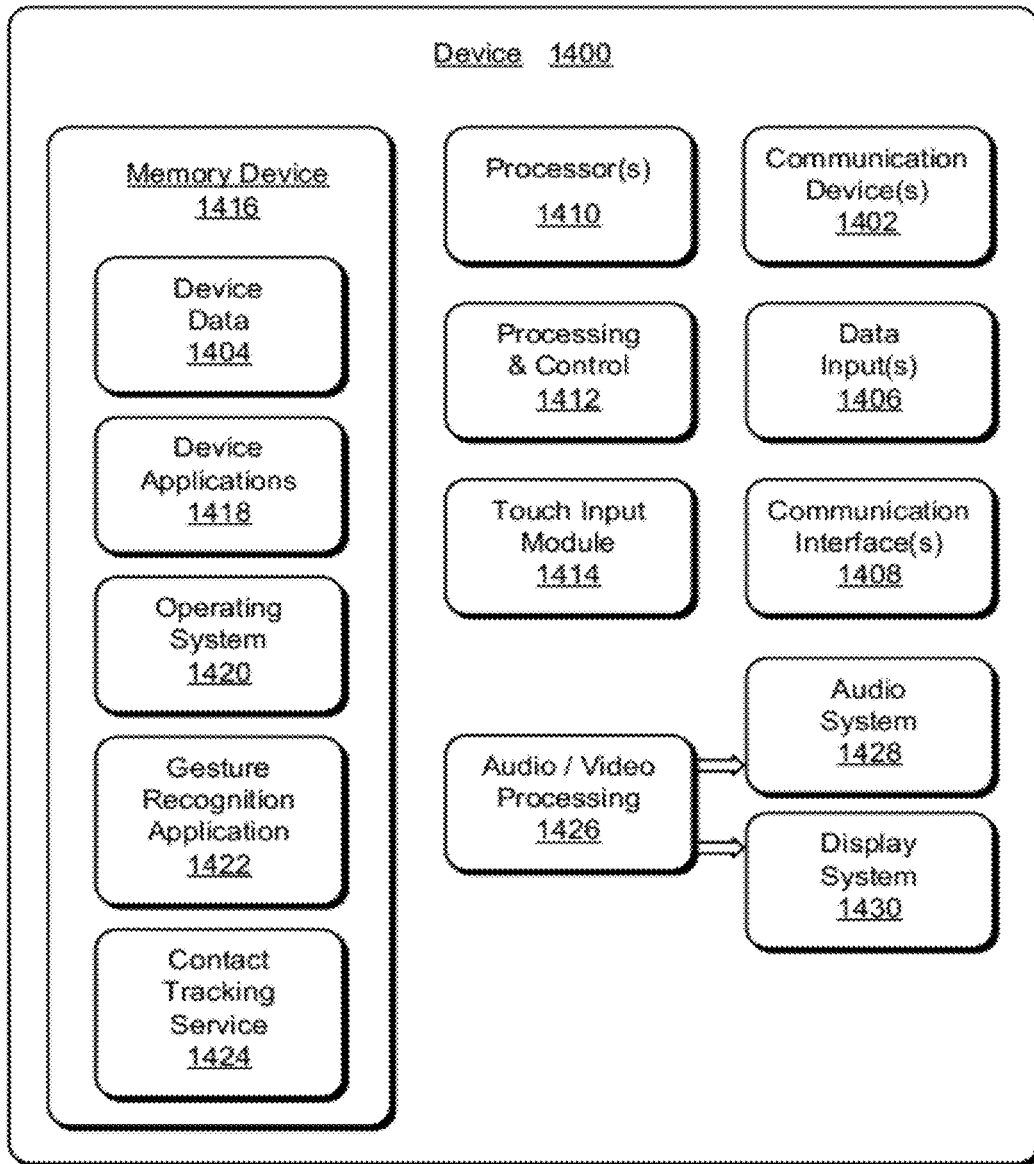 Device 1400
Memory Device
1416
Device
Data
1404
Device
Applications
1418
Operating
System
1420
Gesture
Recognition
Application
1422
Contact
Tracking
Service
1424
Processor(s)
1410
Communication
Device(s)
1402
Processing
& Control
1412
Data
Input(s)
1406
Touch Input
Module
1414
Communication
Interface(s)
1408
Audio / Video
Processing
1426
Audio
System
1428
Display
System
1430